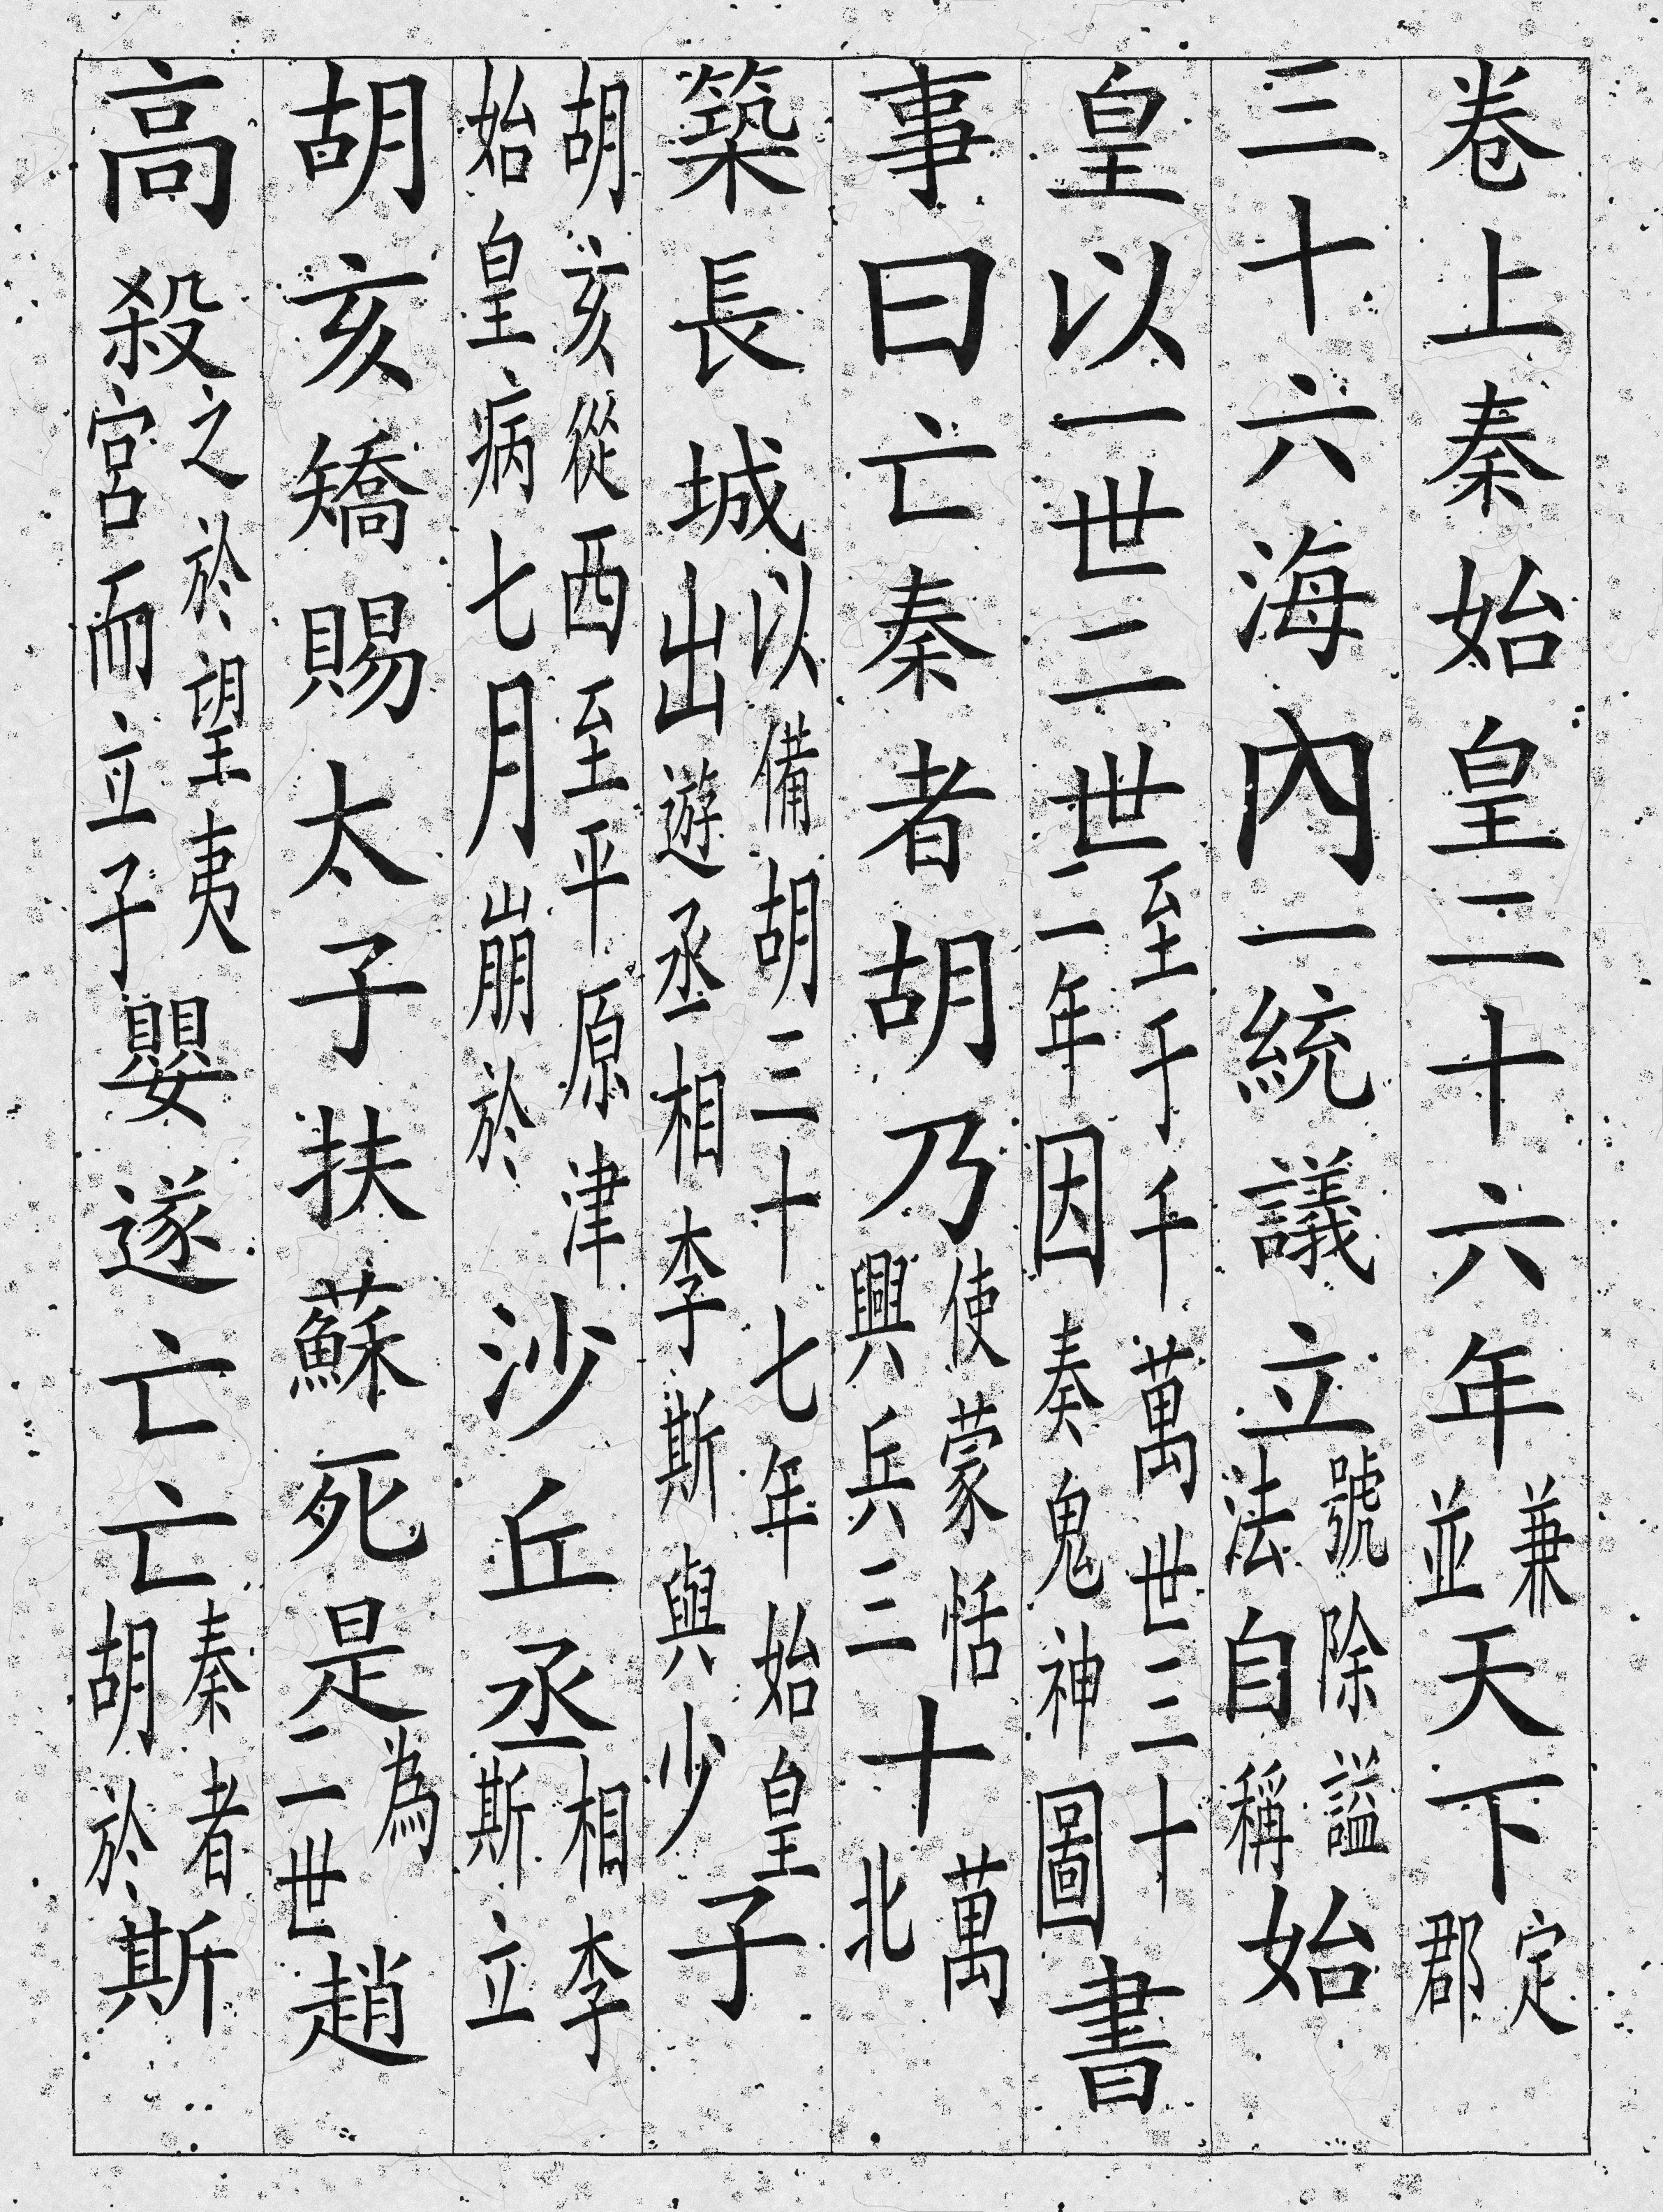 卷上秦始皇二十六年兼並天下定郡
三十六海內一統議立號除謚法自稱始
皇以一世二世至于千萬世三十二年因奏鬼神圖書
事曰亡秦者胡乃使蒙恬興兵三十萬北
築長城以備胡三十七年始皇出遊丞相李斯與少子
胡亥從西至平原津始皇病七月崩於沙丘丞相李斯立
胡亥矯賜太子扶蘇死是為二世趙
高殺之於望夷宮而立子嬰遂亡亡秦者胡於斯